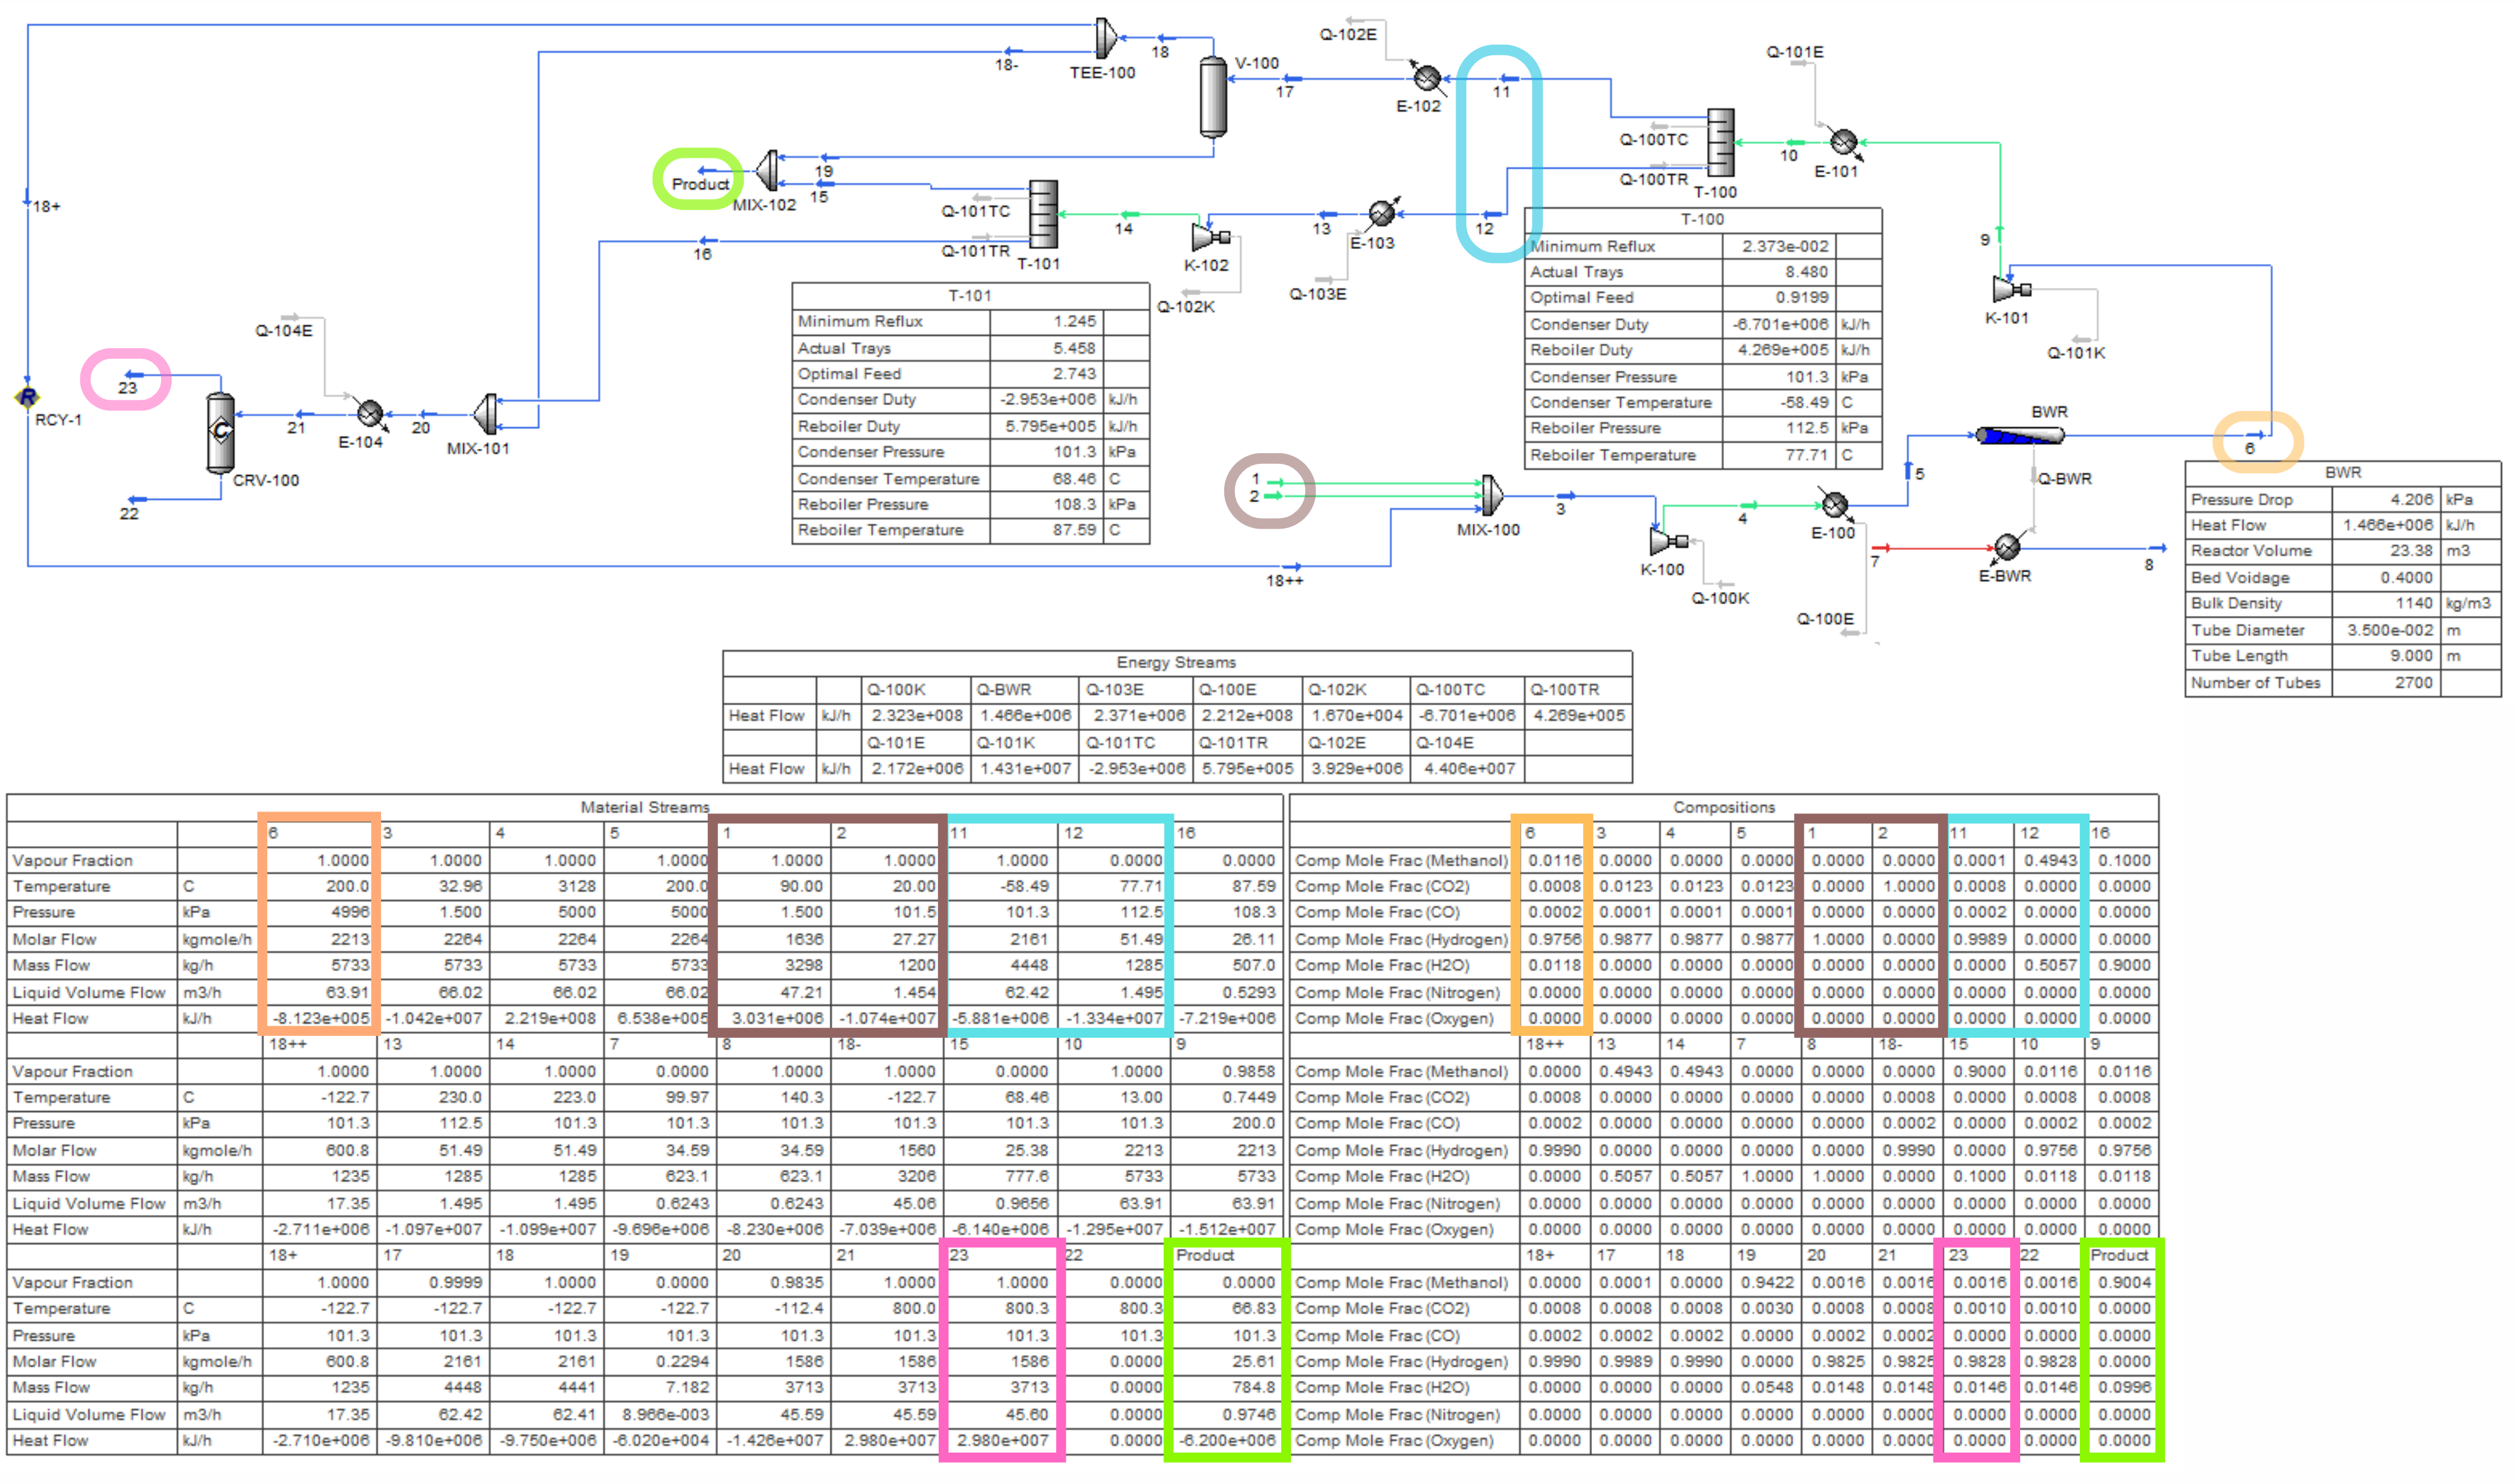 Q-102E
Q-101E
18
V-100
18-
TEE-100
17
11
E-102
Q-100TC
10
E-101
Q-100TR
T-100
Product
19
15
MIX-102
Q-101TC
14
13
E-103
12
16
Q-101TR
T-101
K-102
Q-103E
Q-102K
9
K-101
Q-101K
18+
Q-104E
23
R
RCY-1
C
21
E-104
20
MIX-101
CRV-100
22
1
2
MIX-100
3
4
K-100
Q-100K
E-100
5
BWR
6
Q-BWR
7
E-BWR
8
Q-100E
18++
T-100
Minimum Reflux 2.373e-002
Actual Trays 8.480
Optimal Feed 0.9199
Condenser Duty -6.701e+006 kJ/h
Reboiler Duty 4.269e+005 kJ/h
Condenser Pressure 101.3 kPa
Condenser Temperature -58.49 C
Reboiler Pressure 112.5 kPa
Reboiler Temperature 77.71 C
T-101
Minimum Reflux 1.245
Actual Trays 5.458
Optimal Feed 2.743
Condenser Duty -2.953e+006 kJ/h
Reboiler Duty 5.795e+005 kJ/h
Condenser Pressure 101.3 kPa
Condenser Temperature 68.46 C
Reboiler Pressure 108.3 kPa
Reboiler Temperature 87.59 C
BWR
Pressure Drop 4.206 kPa
Heat Flow 1.466e+006 kJ/h
Reactor Volume 23.38 m3
Bed Voidage 0.4000
Bulk Density 1140 kg/m3
Tube Diameter 3.500e-002 m
Tube Length 9.000 m
Number of Tubes 2700
Energy Streams
Q-100K Q-BWR Q-103E Q-100E Q-102K Q-100TC Q-100TR
Heat Flow kJ/h 2.323e+008 1.466e+006 2.371e+006 2.212e+008 1.670e+004 -6.701e+006 4.269e+005
Q-101E Q-101K Q-101TC Q-101TR Q-102E Q-104E
Heat Flow kJ/h 2.172e+006 1.431e+007 -2.953e+006 5.795e+005 3.929e+006 4.406e+007
Material Streams
6 3 4 5 1 2 11 12 16
Vapour Fraction 1.0000 1.0000 1.0000 1.0000 1.0000 1.0000 1.0000 0.0000 0.0000
Temperature C 200.0 32.96 3128 200.0 90.00 20.00 -58.49 77.71 87.59
Pressure kPa 4996 1.500 5000 5000 1.500 101.5 101.3 112.5 108.3
Molar Flow kgmole/h 2213 2264 2264 2264 1636 27.27 2161 51.49 26.11
Mass Flow kg/h 5733 5733 5733 5733 3298 1200 4448 1285 507.0
Liquid Volume Flow m3/h 63.91 66.02 66.02 66.02 47.21 1.454 62.42 1.495 0.5293
Heat Flow kJ/h -8.123e+005 -1.042e+007 2.219e+008 6.538e+005 3.031e+006 -1.074e+007 -5.881e+006 -1.334e+007 -7.219e+006
18++ 13 14 7 8 18- 15 10 9
Vapour Fraction 1.0000 1.0000 1.0000 0.0000 1.0000 1.0000 0.0000 1.0000 0.9858
Temperature C -122.7 230.0 223.0 99.97 140.3 -122.7 68.46 13.00 0.7449
Pressure kPa 101.3 112.5 101.3 101.3 101.3 101.3 101.3 101.3 200.0
Molar Flow kgmole/h 600.8 51.49 51.49 34.59 34.59 1560 25.38 2213 2213
Mass Flow kg/h 1235 1285 1285 623.1 623.1 3206 777.6 5733 5733
Liquid Volume Flow m3/h 17.35 1.495 1.495 0.6243 0.6243 45.06 0.9656 63.91 63.91
Heat Flow kJ/h -2.711e+006 -1.097e+007 -1.099e+007 -9.696e+006 -8.230e+006 -7.039e+006 -6.140e+006 -1.295e+007 -1.512e+007
18+ 17 18 19 20 21 23 22 Product
Vapour Fraction 1.0000 0.9999 1.0000 0.0000 0.9835 1.0000 1.0000 0.0000 0.0000
Temperature C -122.7 -122.7 -122.7 -122.7 -112.4 800.0 800.3 800.3 66.83
Pressure kPa 101.3 101.3 101.3 101.3 101.3 101.3 101.3 101.3 101.3
Molar Flow kgmole/h 600.8 2161 2161 0.2294 1586 1586 1586 0.0000 25.61
Mass Flow kg/h 1235 4448 4441 7.182 3713 3713 3713 0.0000 784.8
Liquid Volume Flow m3/h 17.35 62.42 62.41 8.966e-003 45.59 45.59 45.60 0.0000 0.9746
Heat Flow kJ/h -2.710e+006 -9.810e+006 -9.750e+006 -6.020e+004 -1.426e+007 2.980e+007 2.980e+007 0.0000 -6.200e+006
Compositions
6 3 4 5 1 2 11 12 16
Comp Mole Frac (Methanol) 0.0116 0.0000 0.0000 0.0000 0.0000 0.0000 0.0001 0.4943 0.1000
Comp Mole Frac (CO2) 0.0008 0.0123 0.0123 0.0123 0.0000 1.0000 0.0008 0.0000 0.0000
Comp Mole Frac (CO) 0.0002 0.0001 0.0001 0.0001 0.0000 0.0000 0.0002 0.0000 0.0000
Comp Mole Frac (Hydrogen) 0.9756 0.9877 0.9877 0.9877 1.0000 0.0000 0.9989 0.0000 0.0000
Comp Mole Frac (H2O) 0.0118 0.0000 0.0000 0.0000 0.0000 0.0000 0.0000 0.5057 0.9000
Comp Mole Frac (Nitrogen) 0.0000 0.0000 0.0000 0.0000 0.0000 0.0000 0.0000 0.0000 0.0000
Comp Mole Frac (Oxygen) 0.0000 0.0000 0.0000 0.0000 0.0000 0.0000 0.0000 0.0000 0.0000
18++ 13 14 7 8 18- 15 10 9
Comp Mole Frac (Methanol) 0.0000 0.4943 0.4943 0.0000 0.0000 0.0000 0.9000 0.0116 0.0116
Comp Mole Frac (CO2) 0.0008 0.0000 0.0000 0.0000 0.0000 0.0008 0.0000 0.0008 0.0008
Comp Mole Frac (CO) 0.0002 0.0000 0.0000 0.0000 0.0000 0.0002 0.0000 0.0002 0.0002
Comp Mole Frac (Hydrogen) 0.9990 0.0000 0.0000 0.0000 0.0000 0.9990 0.0000 0.9756 0.9756
Comp Mole Frac (H2O) 0.0000 0.5057 0.5057 1.0000 1.0000 0.0000 0.1000 0.0118 0.0118
Comp Mole Frac (Nitrogen) 0.0000 0.0000 0.0000 0.0000 0.0000 0.0000 0.0000 0.0000 0.0000
Comp Mole Frac (Oxygen) 0.0000 0.0000 0.0000 0.0000 0.0000 0.0000 0.0000 0.0000 0.0000
18+ 17 18 19 20 21 23 22 Product
Comp Mole Frac (Methanol) 0.0000 0.0001 0.0000 0.9422 0.0016 0.0016 0.0016 0.0016 0.9004
Comp Mole Frac (CO2) 0.0008 0.0008 0.0008 0.0030 0.0008 0.0008 0.0010 0.0010 0.0000
Comp Mole Frac (CO) 0.0002 0.0002 0.0002 0.0000 0.0002 0.0002 0.0000 0.0000 0.0000
Comp Mole Frac (Hydrogen) 0.9990 0.9989 0.9990 0.0000 0.9825 0.9825 0.9828 0.9828 0.0000
Comp Mole Frac (H2O) 0.0000 0.0000 0.0000 0.0548 0.0148 0.0148 0.0146 0.0146 0.0996
Comp Mole Frac (Nitrogen) 0.0000 0.0000 0.0000 0.0000 0.0000 0.0000 0.0000 0.0000 0.0000
Comp Mole Frac (Oxygen) 0.0000 0.0000 0.0000 0.0000 0.0000 0.0000 0.0000 0.0000 0.0000